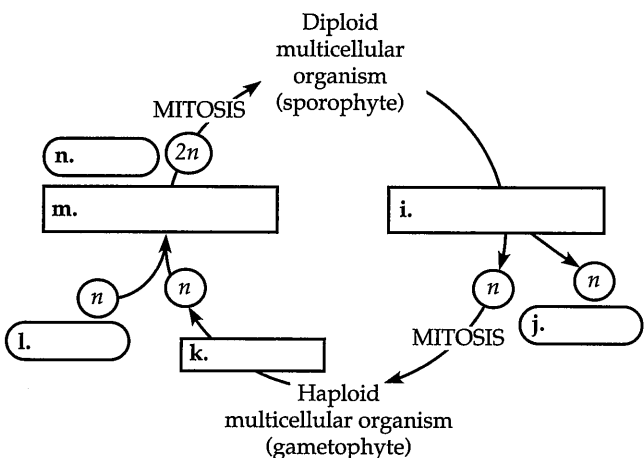 Diploid
multicellular
organism
(sporophyte)
MITOSIS
n.
2n
m.
i.
n
n
n
n
l.
j.
MITOSIS
k.
Haploid
multicellular organism
(gametophyte)